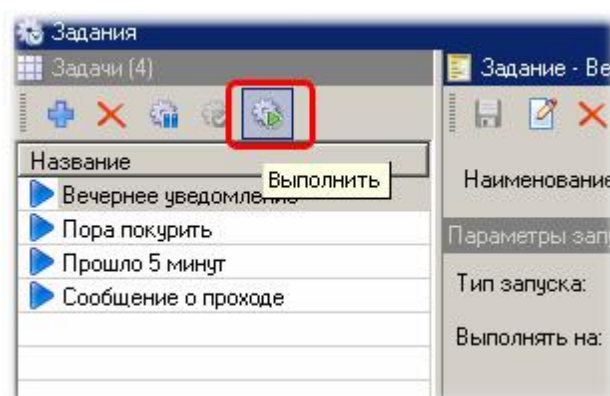 Задания
Задачи (4)
Задание - Ве
Название
Выполнить
Вечернее уведомление
Пора покурить
Прошло 5 минут
Сообщение о проходе
Наименование
Параметры зап
Тип запуска:
Выполнять на: